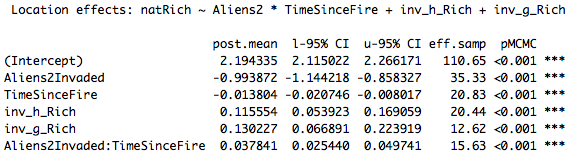 Location effects: natRich ~ Aliens2 * TimeSinceFire + inv_h_Rich + inv_g_Rich
post.mean l-95% CI u-95% CI eff.samp pMCMC
(Intercept) 2.194335 2.115022 2.266171 110.65 <0.001 ***
Aliens2Invaded -0.993872 -1.144218 -0.858327 35.33 <0.001 ***
TimeSinceFire -0.013804 -0.020746 -0.008017 20.83 <0.001 ***
inv_h_Rich 0.115554 0.053923 0.169059 20.44 <0.001 ***
inv_g_Rich 0.130227 0.066891 0.223919 12.62 <0.001 ***
Aliens2Invaded:TimeSinceFire 0.037841 0.025440 0.049741 15.63 <0.001 ***